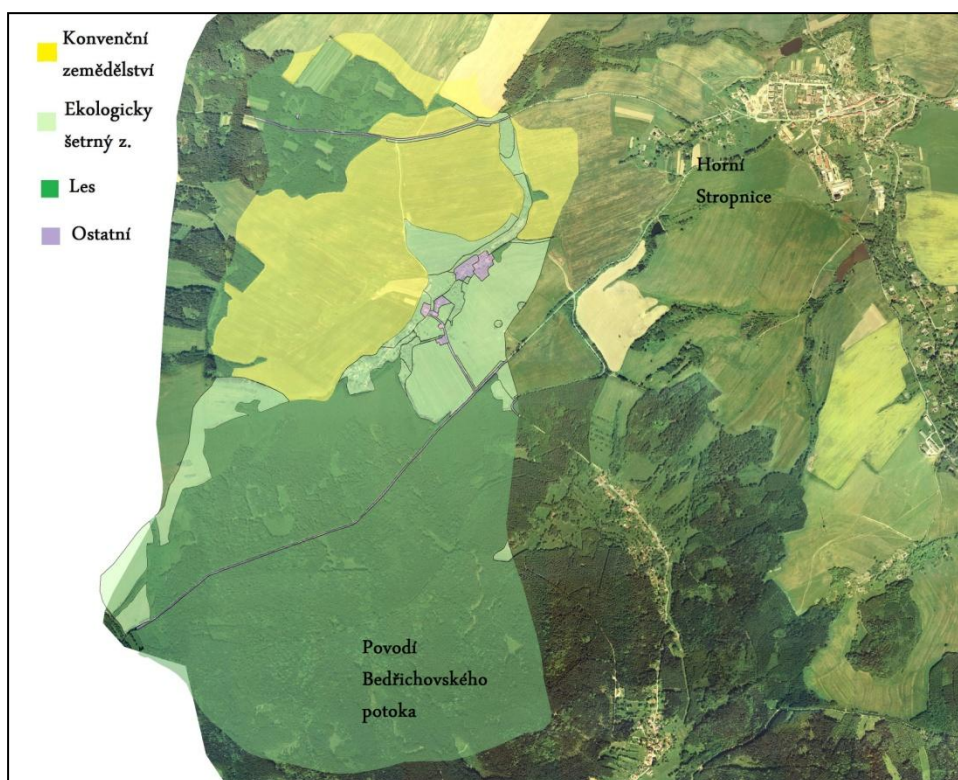 Konvenční
zemědělství
Ekologicky
šetrný z.
Les
Ostatní
Horní
Stropnice
Povodí
Bedřichovského
potoka